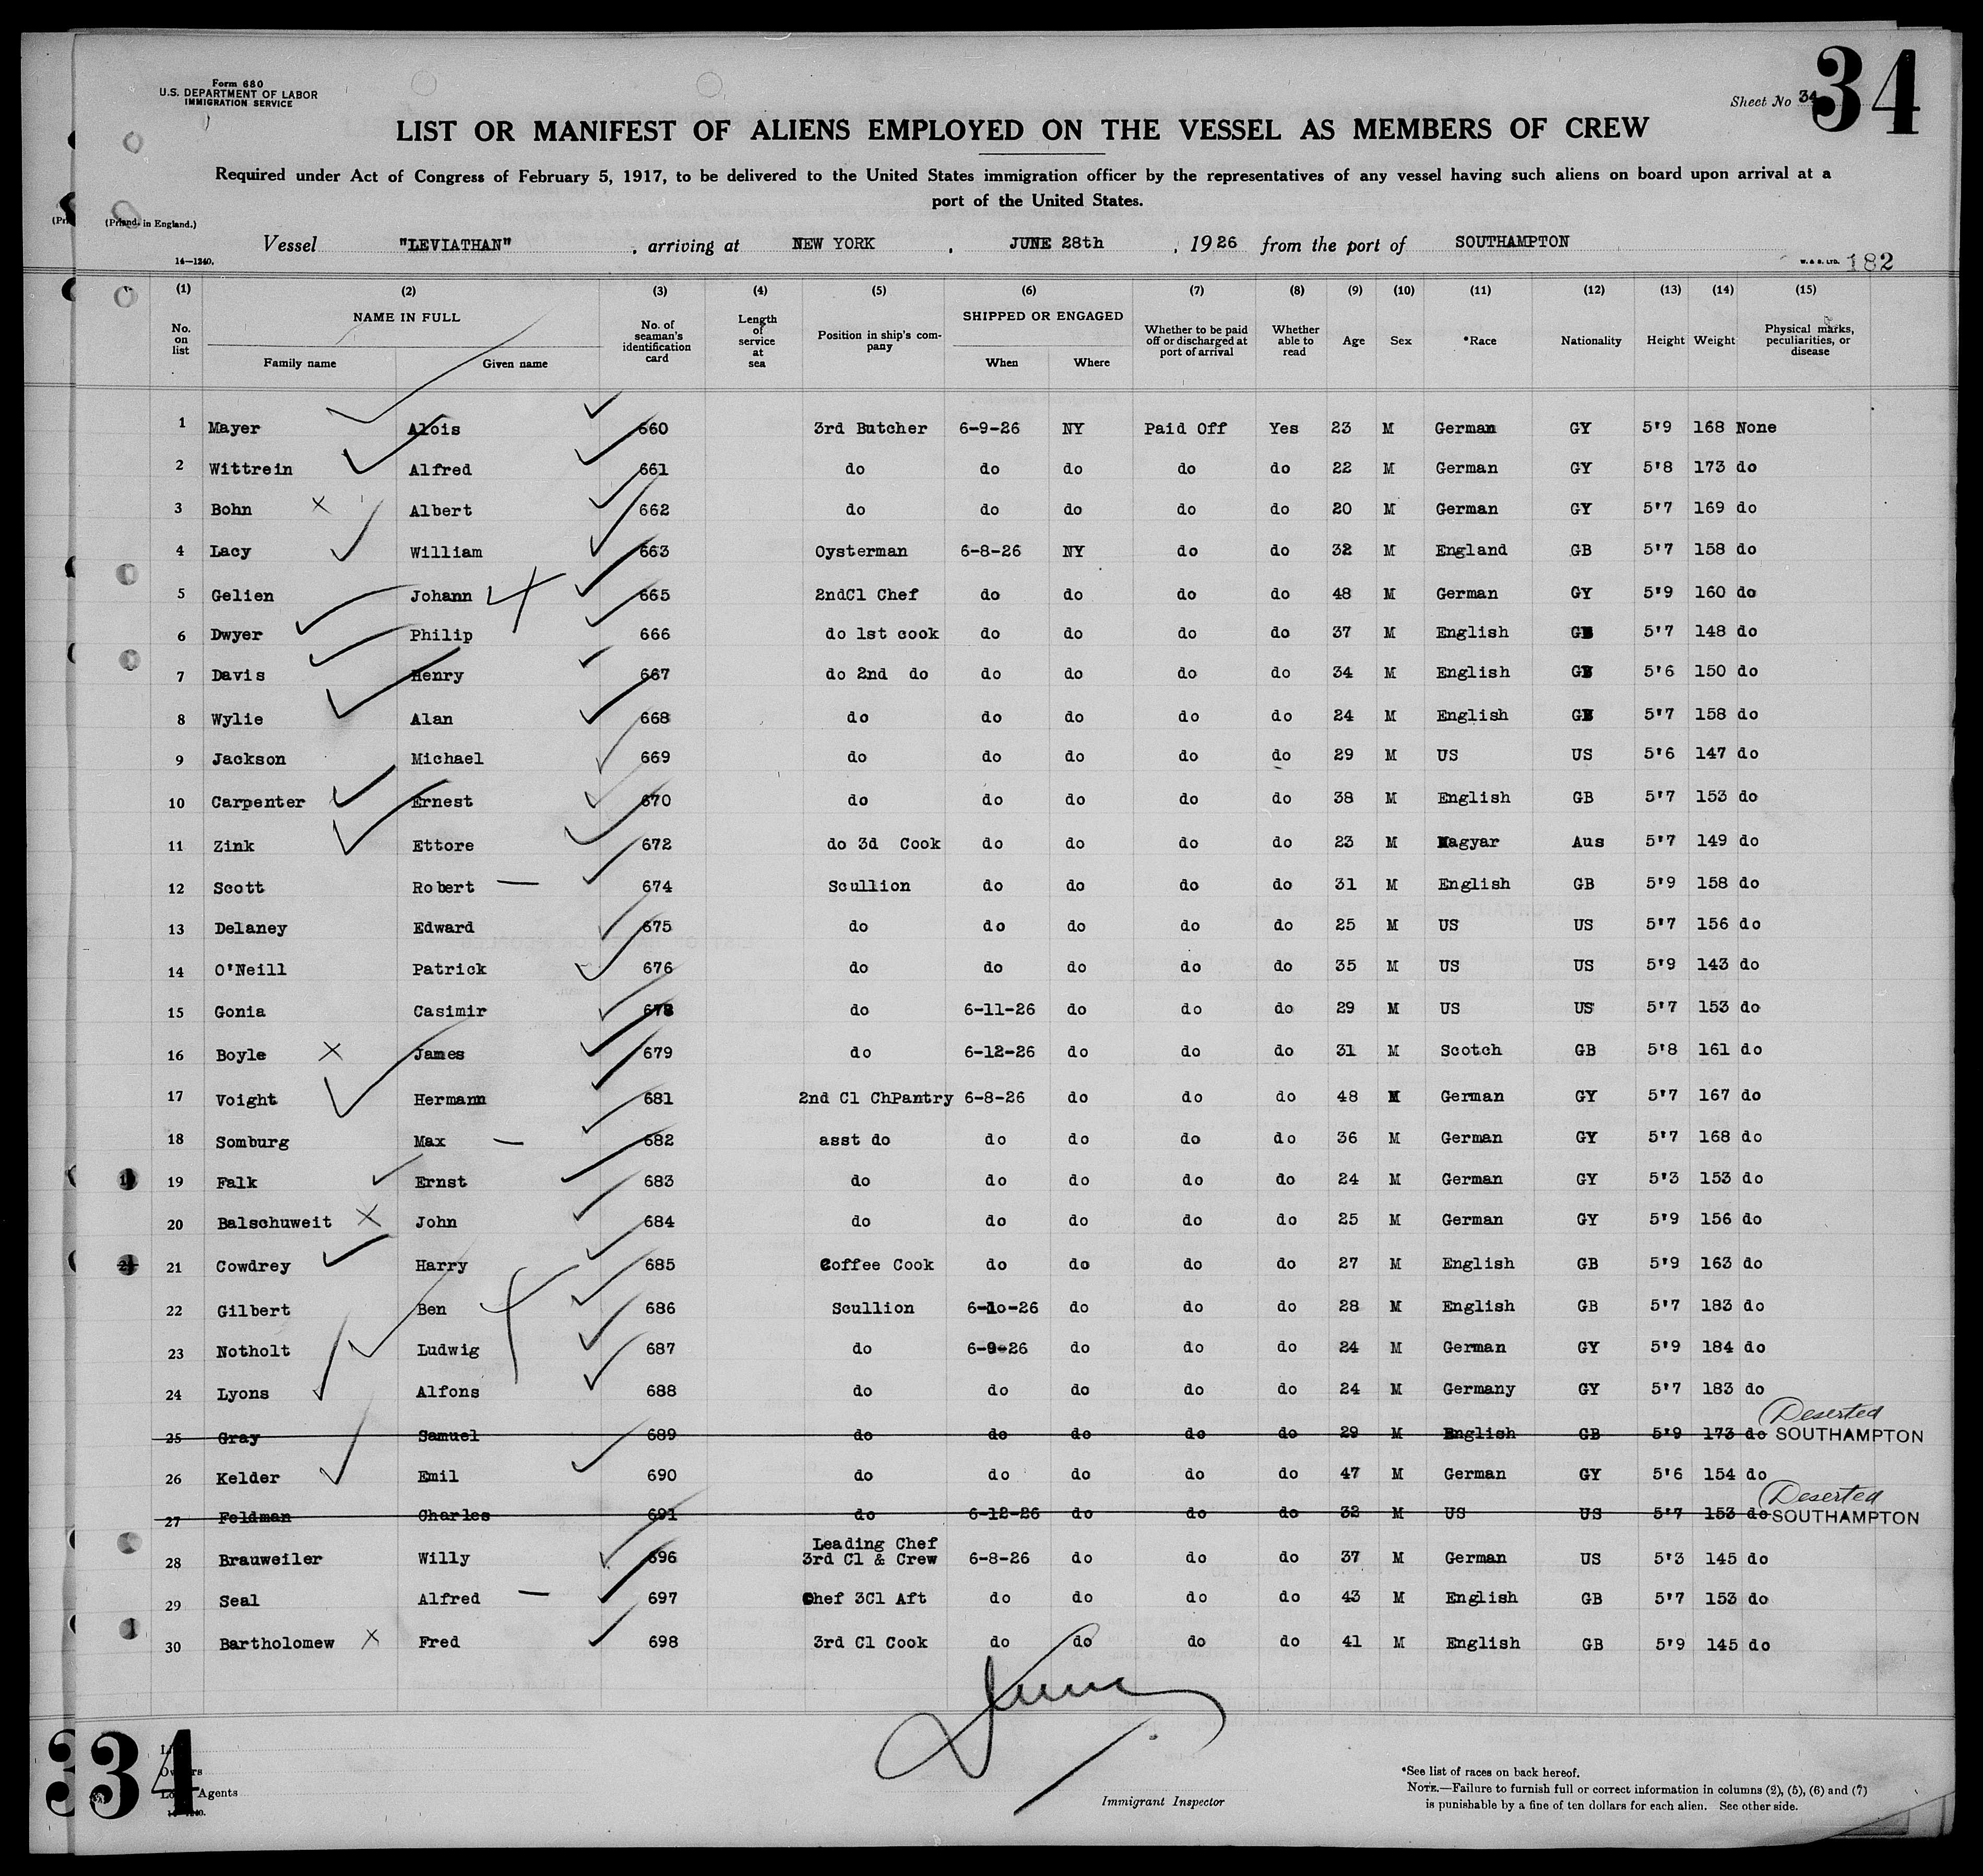 34
Form 680
U.S. DEPARTMENT OF LABOR
IMMIGRATION SERVICE
Sheet No 34
LIST OR MANIFEST OF ALIENS EMPLOYED ON THE VESSEL AS MEMBERS OF CREW
Required under Act of Congress of February 5, 1917, to be delivered to the United States immigration officer by the representatives of any vessel having such aliens on board upon arrival at a
port of the United States.
in England.)
Vessel "LEVIATHAN", arriving at NEW YORK, JUNE 28th, 1926 from the port of SOUTHAMPTON
14—1240.
W. & S. LTD. 182
(1) (2) (3) (4) (5) (6) (7) (8) (9) (10) (11) (12) (13) (14) (15)
No. on list NAME IN FULL Family name Given name No. of seaman's identification card Length of service at sea Position in ship's company SHIPPED OR ENGAGED When Where Whether to be paid off or discharged at port of arrival Whether able to read Age Sex *Race Nationality Height Weight Physical marks, peculiarities, or disease
1 Mayer Alois 660 3rd Butcher 6-9-26 NY Paid Off Yes 23 M German GY 5'9 168 None
2 Wittrein Alfred 661 do do do do do 22 M German GY 5'8 173 do
3 Bohn Albert 662 do do do do do 20 M German GY 5'7 169 do
4 Lacy William 663 Oysterman 6-8-26 NY do do 32 M England GB 5'7 158 do
5 Gelien Johann 665 2ndCl Chef do do do do 48 M German GY 5'9 160 do
6 Dwyer Philip 666 do 1st cook do do do do 37 M English GB 5'7 148 do
7 Davis Henry 667 do 2nd do do do do do 34 M English GB 5'6 150 do
8 Wylie Alan 668 do do do do do 24 M English GB 5'7 158 do
9 Jackson Michael 669 do do do do do 29 M US US 5'6 147 do
10 Carpenter Ernest 670 do do do do do 38 M English GB 5'7 153 do
11 Zink Ettore 672 do 3d Cook do do do do 23 M Magyar Aus 5'7 149 do
12 Scott Robert 674 Scullion do do do do 31 M English GB 5'9 158 do
13 Delaney Edward 675 do do do do do 25 M US US 5'7 156 do
14 O'Neill Patrick 676 do do do do do 35 M US US 5'9 143 do
15 Gonia Casimir 678 do 6-11-26 do do do 29 M US US 5'7 153 do
16 Boyle James 679 do 6-12-26 do do do 31 M Scotch GB 5'8 161 do
17 Voight Hermann 681 2nd Cl ChPantry 6-8-26 do do do 48 M German GY 5'7 167 do
18 Somburg Max 682 asst do do do do do 36 M German GY 5'7 168 do
19 Falk Ernst 683 do do do do do 24 M German GY 5'3 153 do
20 Balschuweit John 684 do do do do do 25 M German GY 5'9 156 do
21 Cowdrey Harry 685 Coffee Cook do do do do 27 M English GB 5'9 163 do
22 Gilbert Ben 686 Scullion 6-10-26 do do do 28 M English GB 5'7 183 do
23 Notholt Ludwig 687 do 6-9-26 do do do 24 M German GY 5'9 184 do
24 Lyons Alfons 688 do do do do do 24 M Germany GY 5'7 183 do
Deserted
25 Gray Samuel 689 do do do do do 29 M English GB 5'9 173 do SOUTHAMPTON
26 Kelder Emil 690 do do do do do 47 M German GY 5'6 154 do
Deserted
27 Feldman Charles 691 do 6-12-26 do do do 32 M US US 5'7 153 do SOUTHAMPTON
28 Brauweiler Willy 696 Leading Chef 3rd Cl & Crew 6-8-26 do do do 37 M German US 5'3 145 do
29 Seal Alfred 697 Chef 3Cl Aft do do do do 43 M English GB 5'7 153 do
30 Bartholomew Fred 698 3rd Cl Cook do do do do 41 M English GB 5'9 145 do
34
Agents
Immigrant Inspector
*See list of races on back hereof.
NOTE.—Failure to furnish full or correct information in columns (2), (5), (6) and (7)
is punishable by a fine of ten dollars for each alien. See other side.